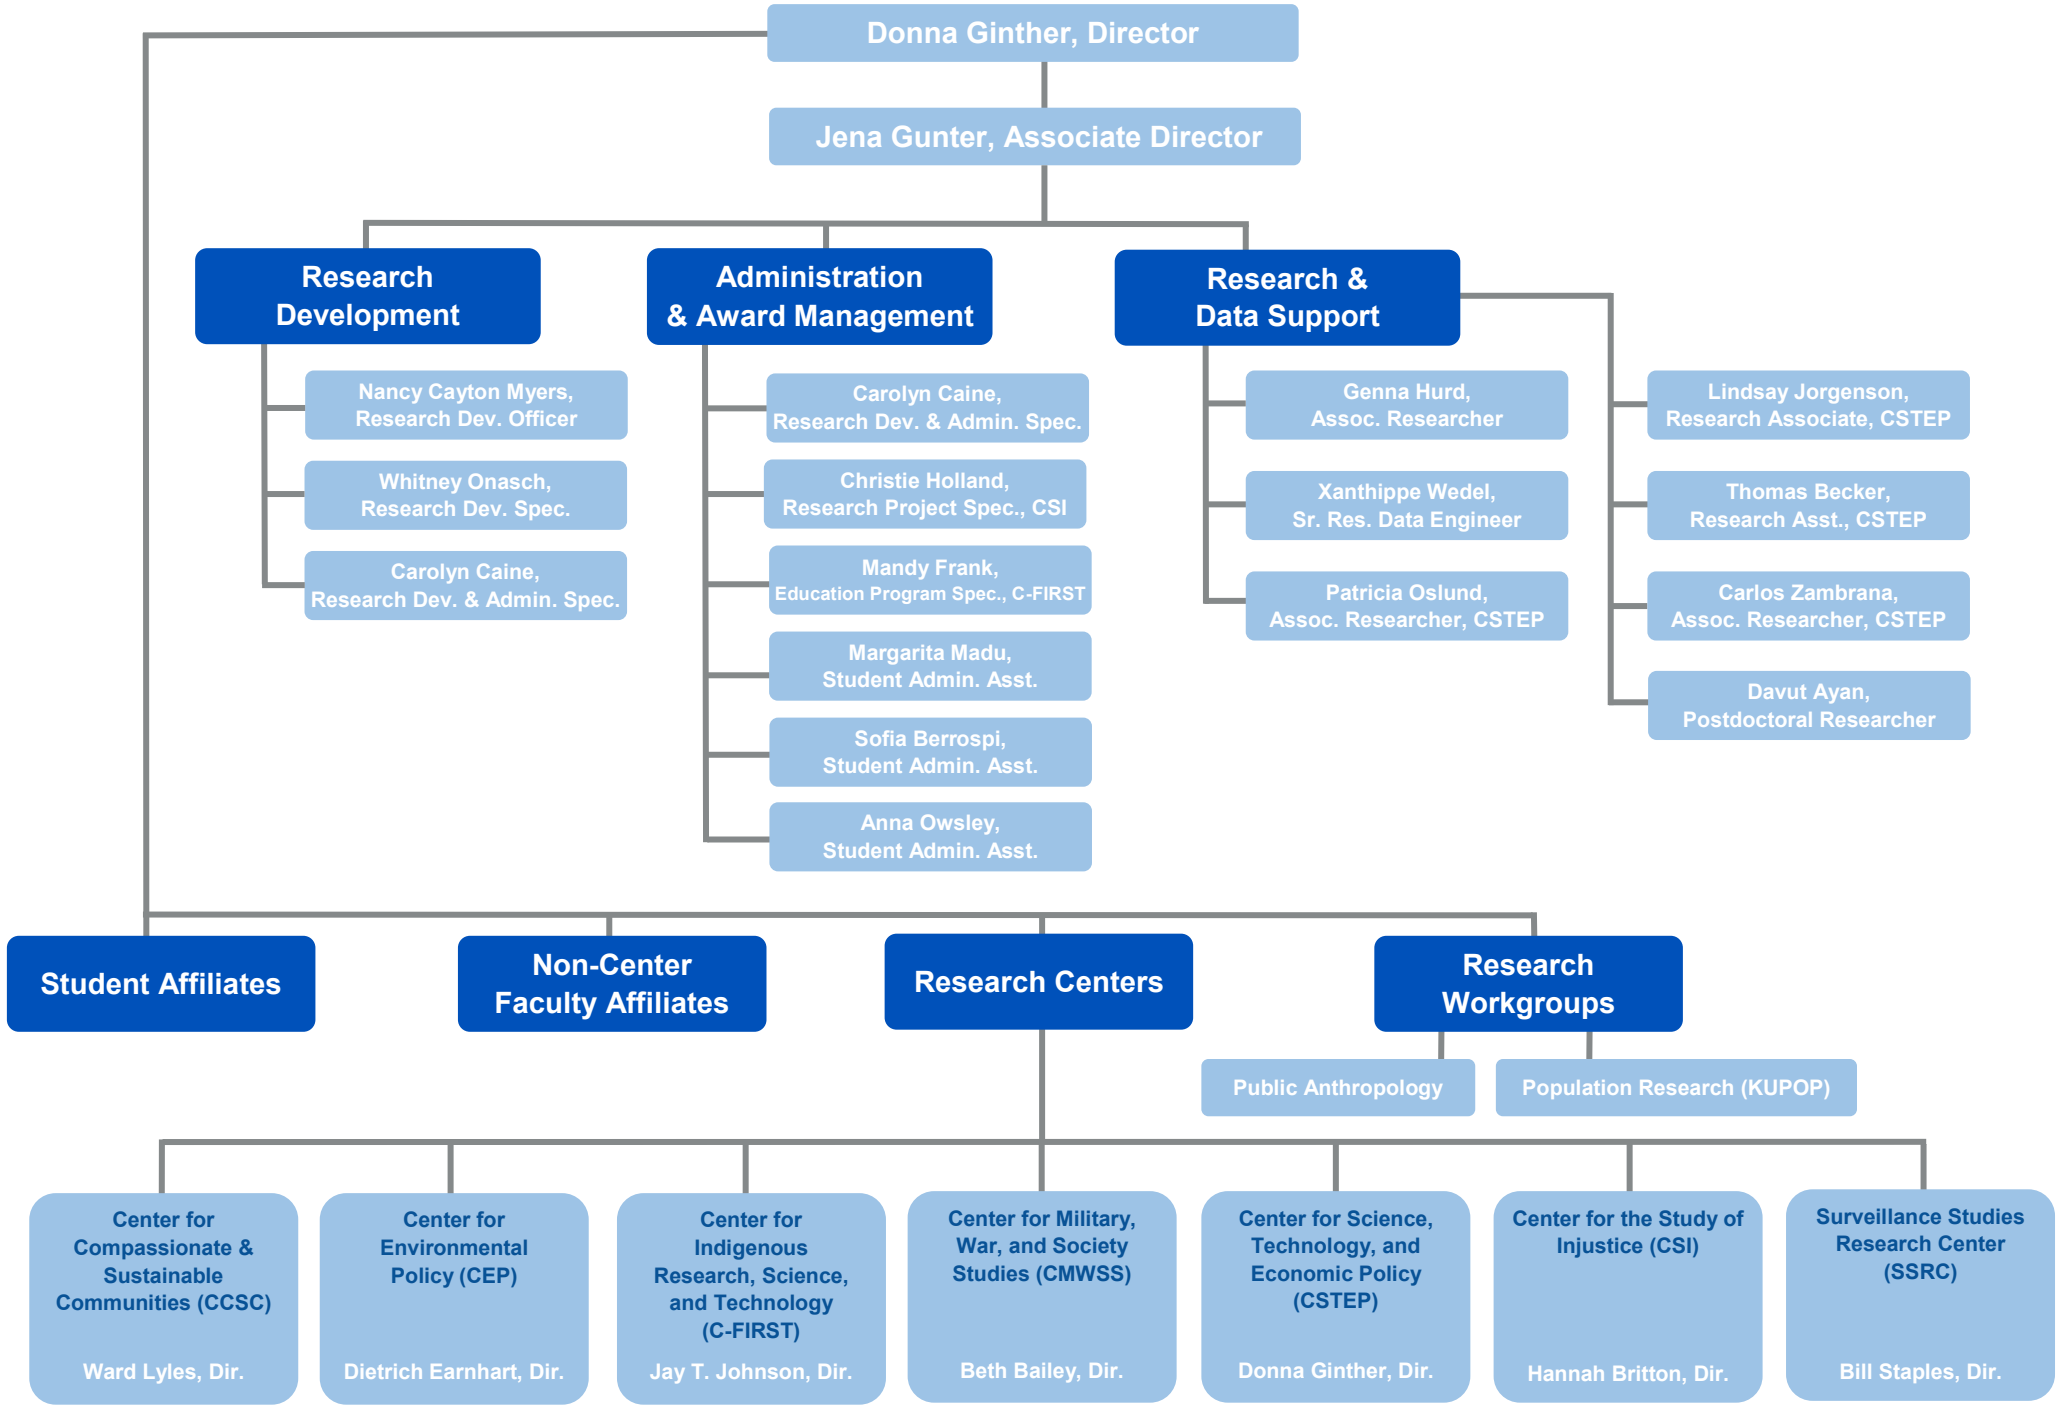 Donna Ginther, Director
Jena Gunter, Associate Director
Research
Development
Nancy Cayton Myers,
Research Dev. Officer
Whitney Onasch,
Research Dev. Spec.
Carolyn Caine,
Research Dev. & Admin. Spec.
Administration
& Award Management
Carolyn Caine,
Research Dev. & Admin. Spec.
Christie Holland,
Research Project Spec., CSI
Mandy Frank,
Education Program Spec., C-FIRST
Margarita Madu,
Student Admin. Asst.
Sofia Berrospi,
Student Admin. Asst.
Anna Owsley,
Student Admin. Asst.
Research &
Data Support
Genna Hurd,
Assoc. Researcher
Xanthippe Wedel,
Sr. Res. Data Engineer
Patricia Oslund,
Assoc. Researcher, CSTEP
Lindsay Jorgenson,
Research Associate, CSTEP
Thomas Becker,
Research Asst., CSTEP
Carlos Zambrana,
Assoc. Researcher, CSTEP
Davut Ayan,
Postdoctoral Researcher
Student Affiliates
Non-Center
Faculty Affiliates
Research Centers
Research
Workgroups
Public Anthropology
Population Research (KUPOP)
Center for
Compassionate &
Sustainable
Communities (CCSC)
Ward Lyles, Dir.
Center for
Environmental
Policy (CEP)
Dietrich Earnhart, Dir.
Center for
Indigenous
Research, Science,
and Technology
(C-FIRST)
Jay T. Johnson, Dir.
Center for Military,
War, and Society
Studies (CMWSS)
Beth Bailey, Dir.
Center for Science,
Technology, and
Economic Policy
(CSTEP)
Donna Ginther, Dir.
Center for the Study of
Injustice (CSI)
Hannah Britton, Dir.
Surveillance Studies
Research Center
(SSRC)
Bill Staples, Dir.